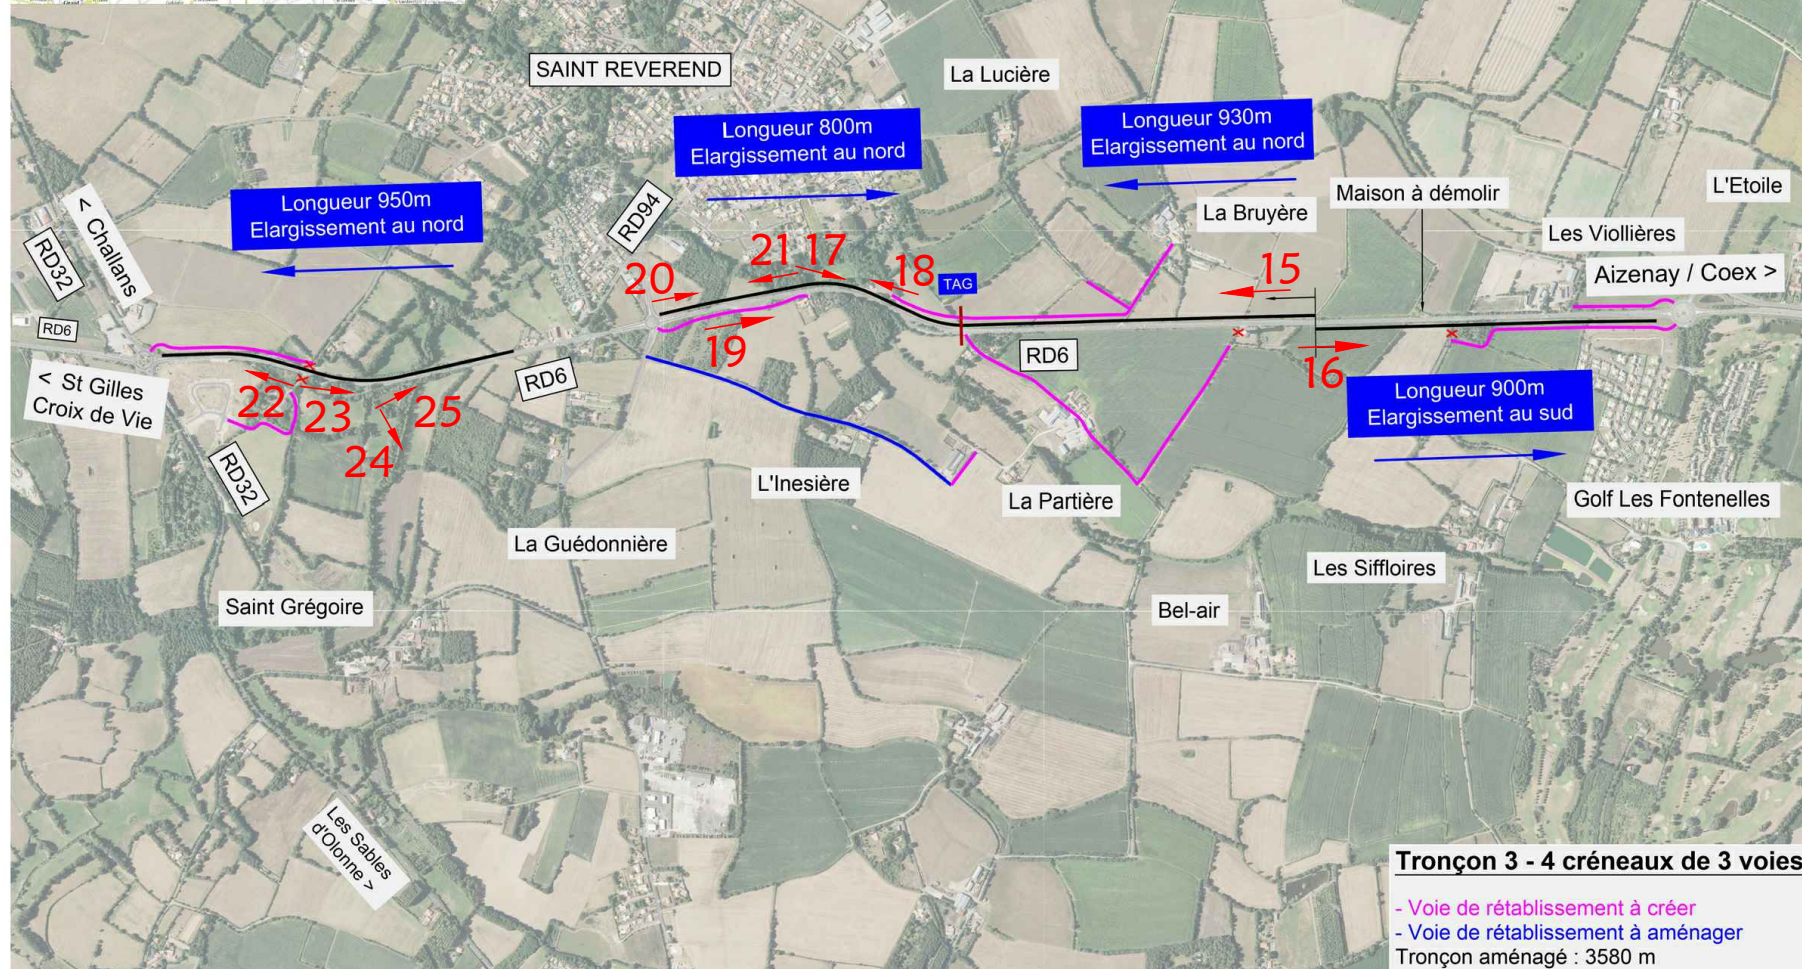 SAINT REVEREND
La Lucière
Longueur 800m
Elargissement au nord
Longueur 930m
Elargissement au nord
Longueur 950m
Elargissement au nord
< Challans
RD32
RD94
Maison à démolir
L'Etoile
La Bruyère
Les Viollières
Aizenay / Coex >
20
21
17
18
TAG
15
RD6
19
RD6
16
< St Gilles
Croix de Vie
22
23
25
24
RD6
RD32
Longueur 900m
Elargissement au sud
L'Inesière
La Partière
Golf Les Fontenelles
La Guédonnière
Les Siffloires
Saint Grégoire
Bel-air
Les Sables
d'Olonne >
Tronçon 3 - 4 créneaux de 3 voies
- Voie de rétablissement à créer
- Voie de rétablissement à aménager
Tronçon aménagé : 3580 m